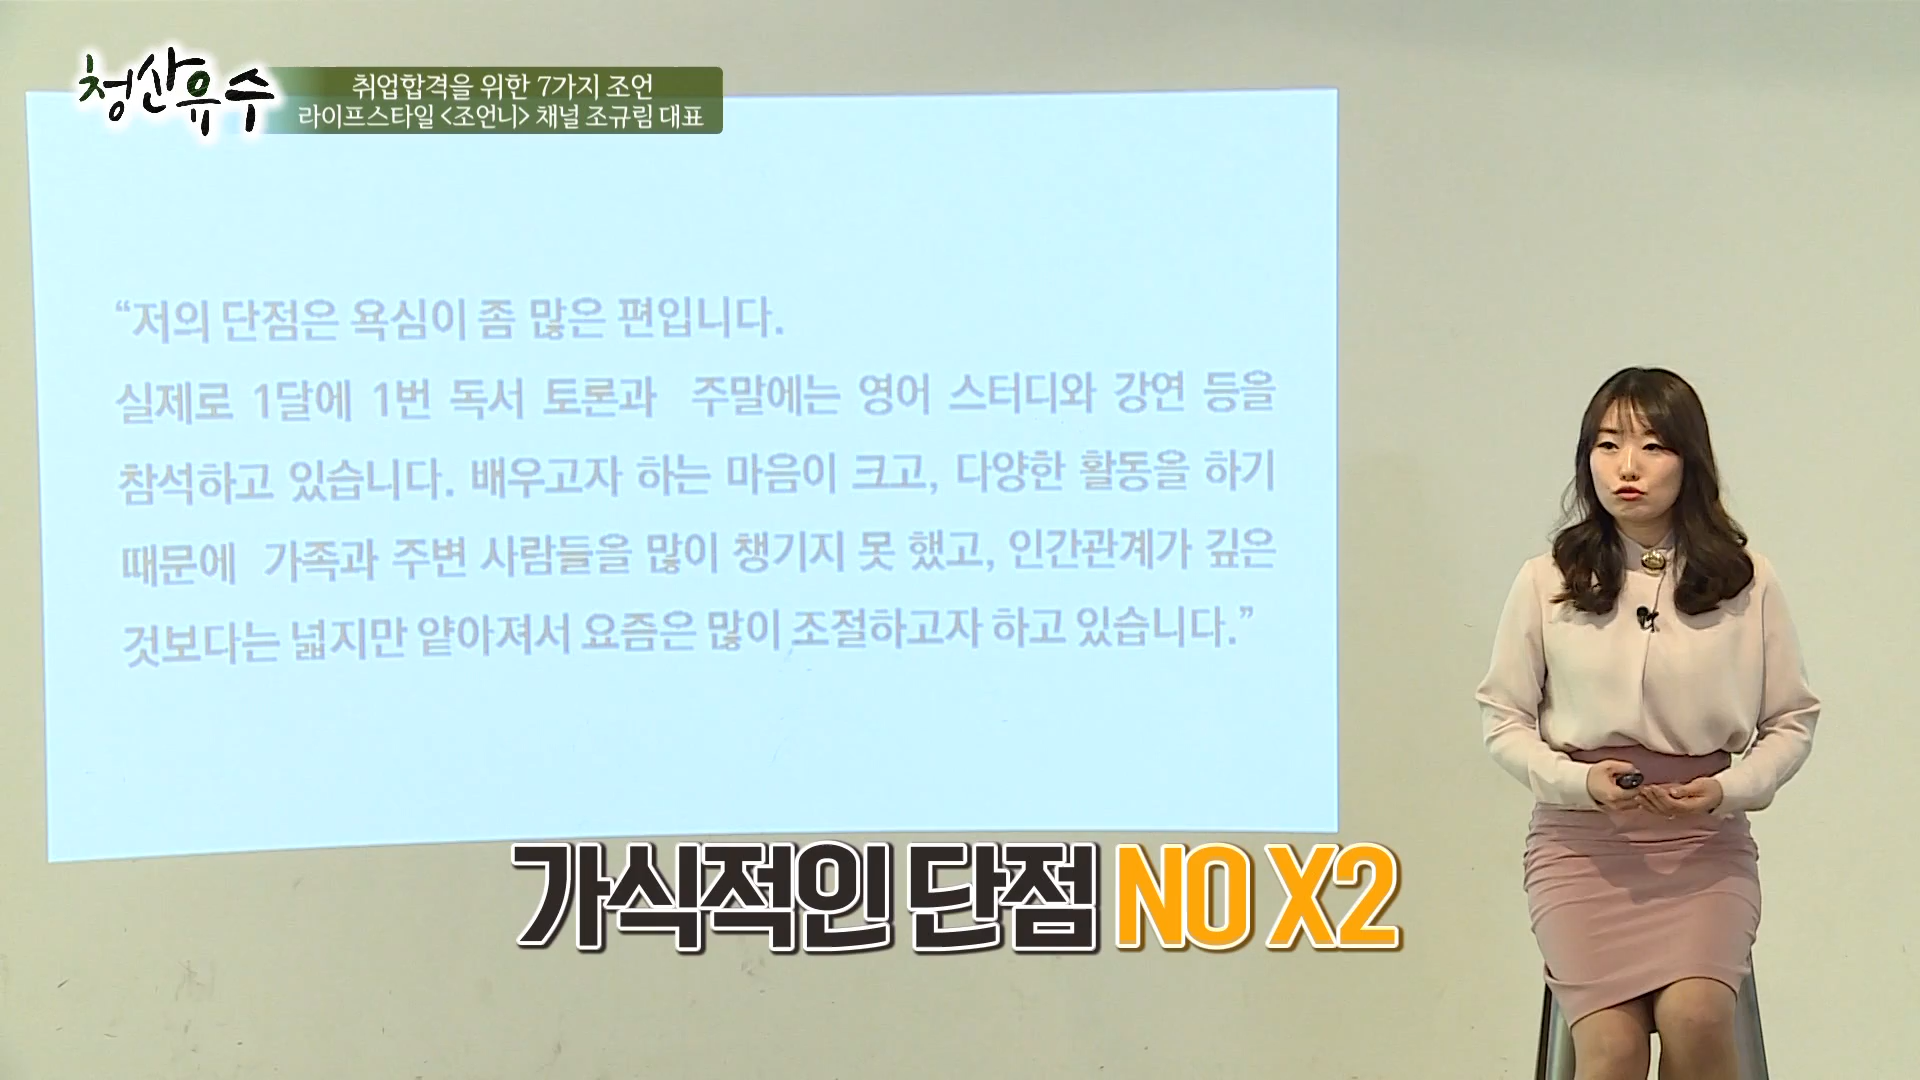 청산유수
취업합격을 위한 7가지 조언
라이프스타일 <조언니> 채널 조규림 대표
“저의 단점은 욕심이 좀 많은 편입니다.
실제로 1달에 1번 독서 토론과 주말에는 영어 스터디와 강연 등을
참석하고 있습니다. 배우고자 하는 마음이 크고, 다양한 활동을 하기
때문에 가족과 주변 사람들을 많이 챙기지 못 했고, 인간관계가 깊은
것보다는 넓지만 얕아져서 요즘은 많이 조절하고자 하고 있습니다.”
가식적인 단점 NO X2